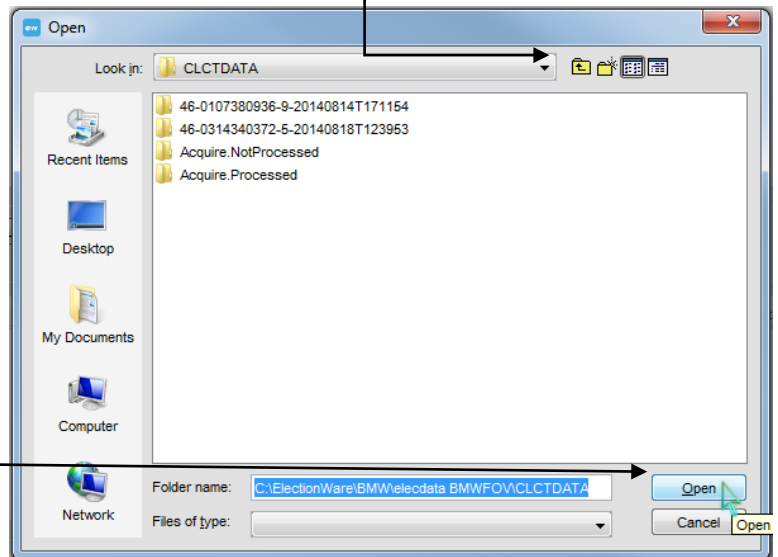 ew Open
Look in: CLCTDATA
46-0107380936-9-20140814T171154
46-0314340372-5-20140818T123953
Acquire.NotProcessed
Acquire.Processed
Recent Items
Desktop
My Documents
Computer
Network
Folder name: C:\ElectionWare\BMW\elecdata BMWFOV\CLCTDATA Open
Files of type: Cancel Open